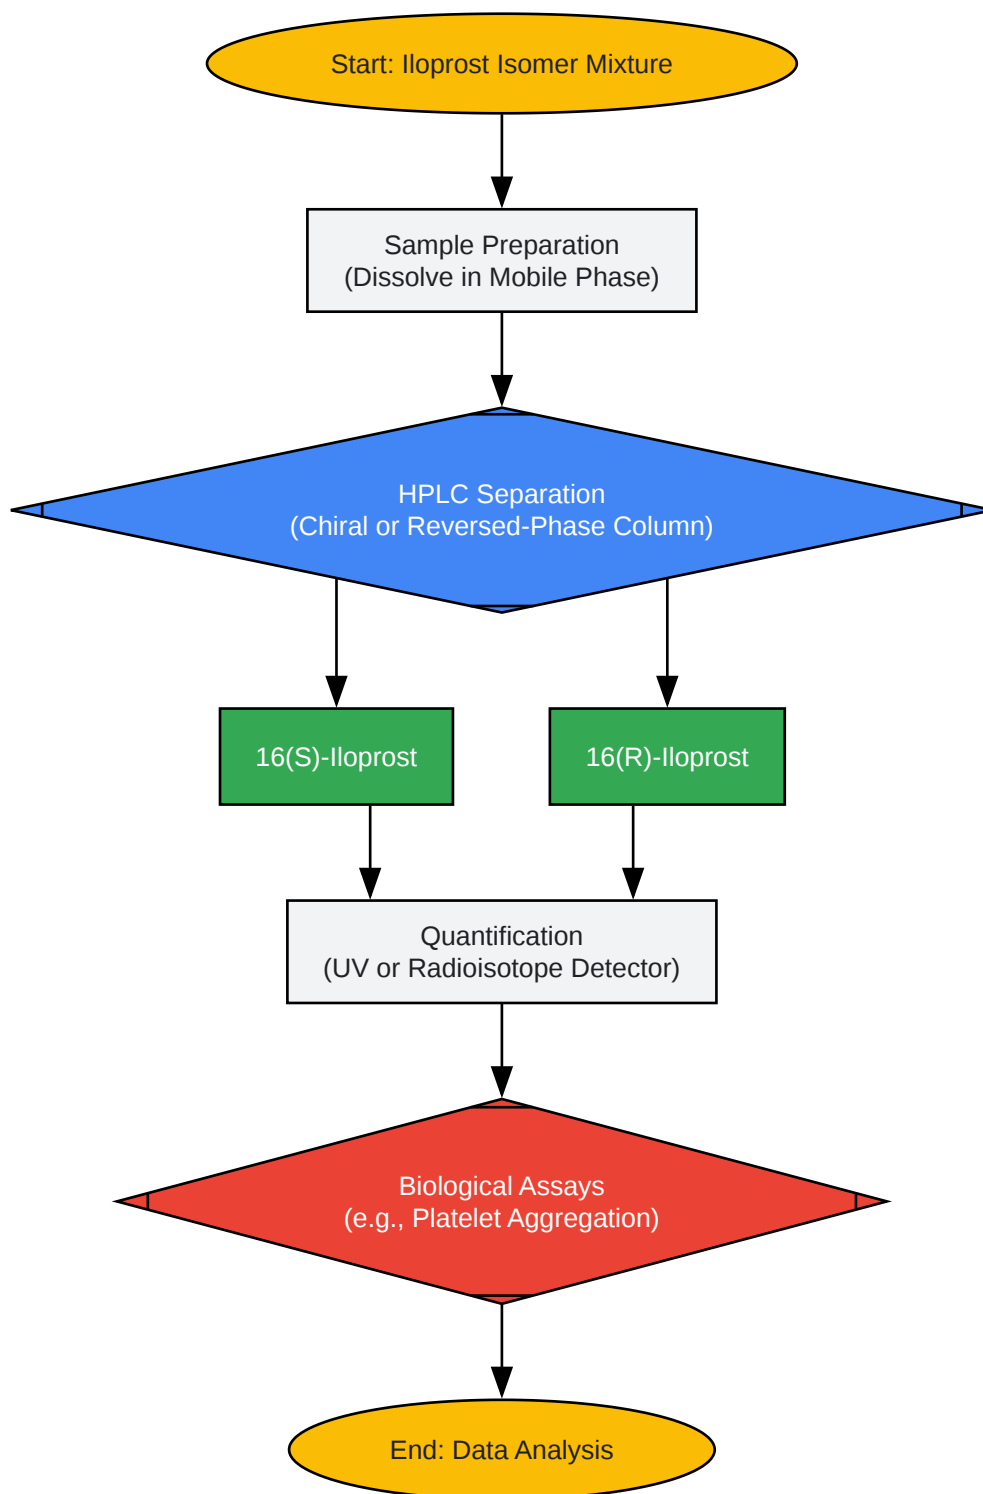 Start: Iloprost Isomer Mixture
Sample Preparation
(Dissolve in Mobile Phase)
HPLC Separation
(Chiral or Reversed-Phase Column)
16(S)-Iloprost
16(R)-Iloprost
Quantification
(UV or Radioisotope Detector)
Biological Assays
(e.g., Platelet Aggregation)
End: Data Analysis